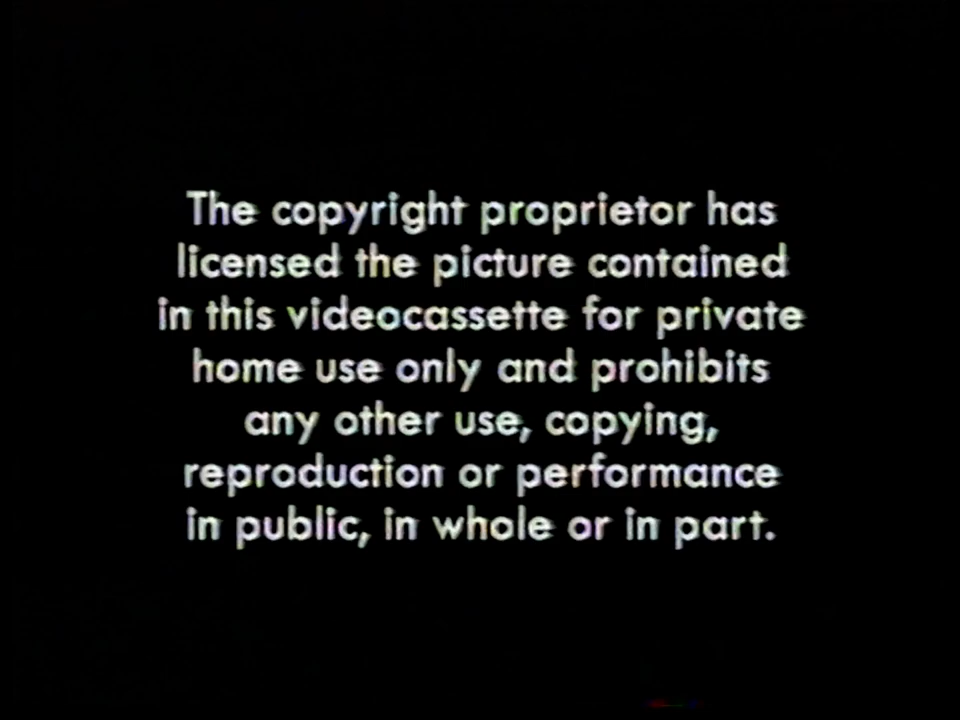 The copyright proprietor has
licensed the picture contained
in this videocassette for private
home use only and prohibits
any other use, copying,
reproduction or performance
in public, in whole or in part.